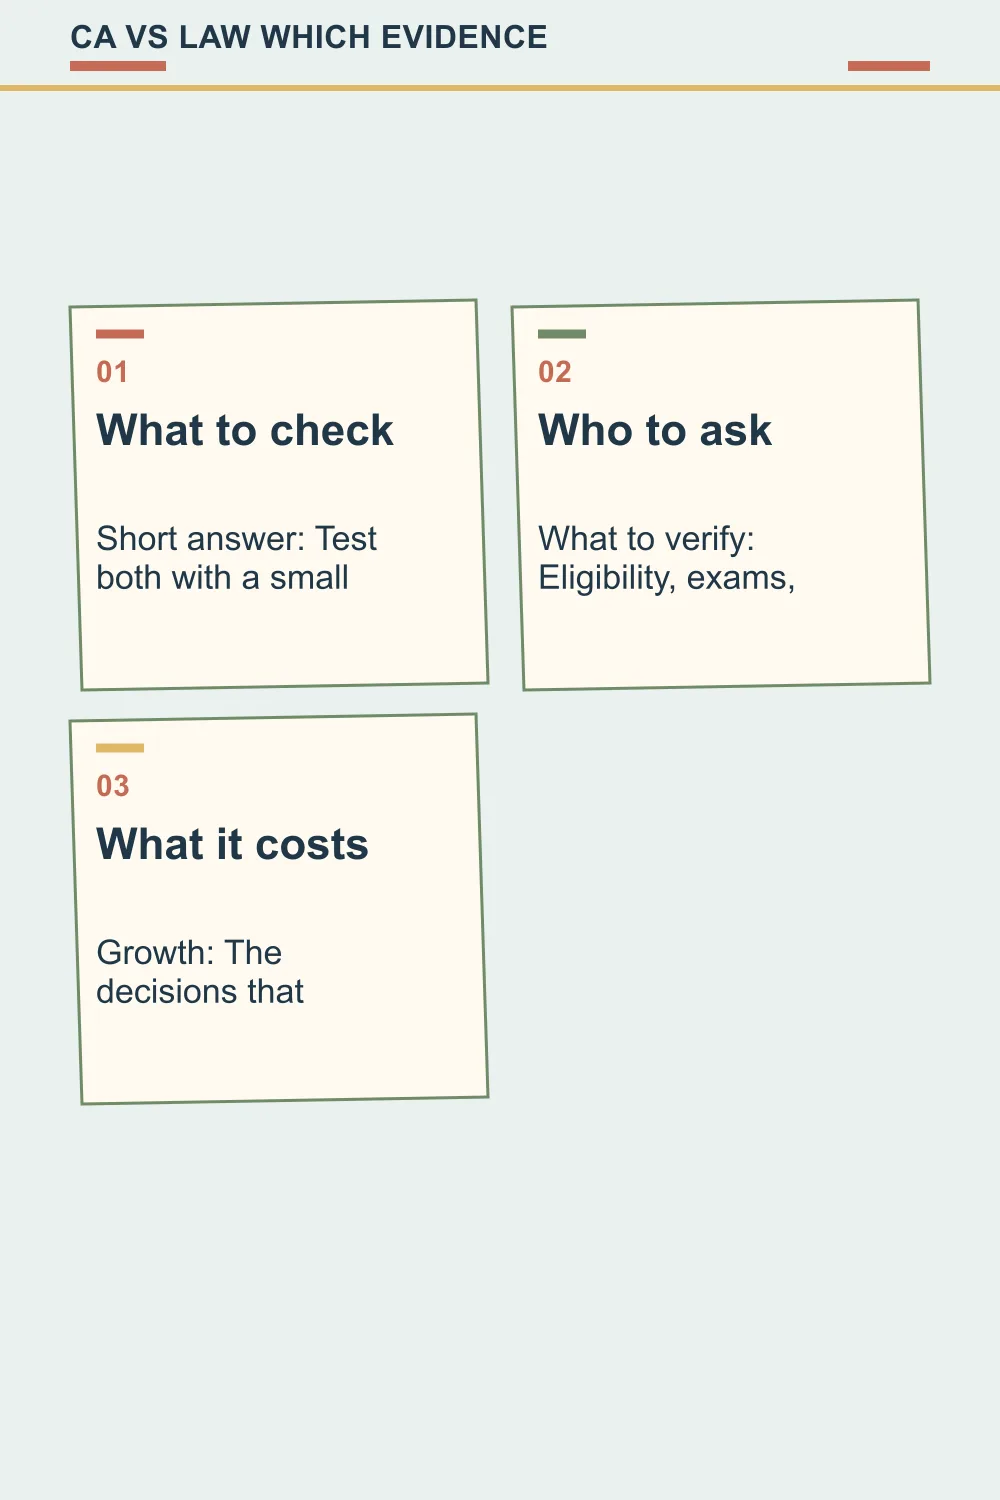 CA VS LAW WHICH EVIDENCE
01
What to check
Short answer: Test
both with a small
02
Who to ask
What to verify:
Eligibility, exams,
03
What it costs
Growth: The
decisions that